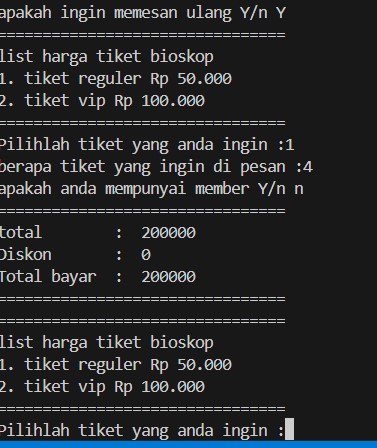 apakah ingin memesan ulang Y/n Y
=================================
list harga tiket bioskop
1. tiket reguler Rp 50.000
2. tiket vip Rp 100.000
=================================
Pilihlah tiket yang anda ingin :1
berapa tiket yang ingin di pesan :4
apakah anda mempunyai member Y/n n
=================================
total       :  200000
Diskon      :  0
Total bayar  :  200000
=================================
=================================
list harga tiket bioskop
1. tiket reguler Rp 50.000
2. tiket vip Rp 100.000
=================================
Pilihlah tiket yang anda ingin :